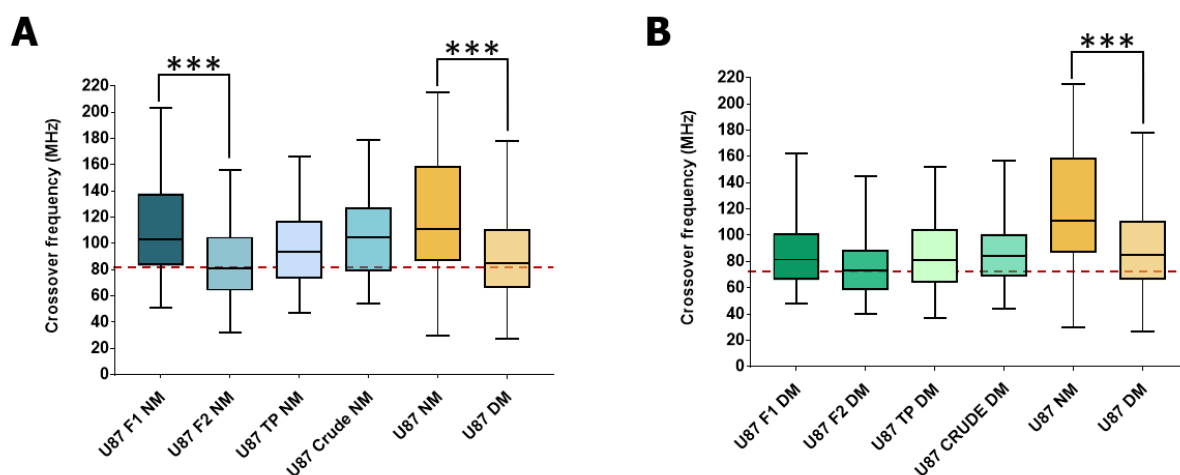 A
***
***
Crossover frequency (MHz)
220
200
180
160
140
120
100
80
60
40
20
0
U87 F1 NM
U87 F2 NM
U87 TP NM
U87 Crude NM
U87 NM
U87 DM
B
***
Crossover frequency (MHz)
220
200
180
160
140
120
100
80
60
40
20
0
U87 F1 DM
U87 F2 DM
U87 TP DM
U87 CRUDE DM
U87 NM
U87 DM